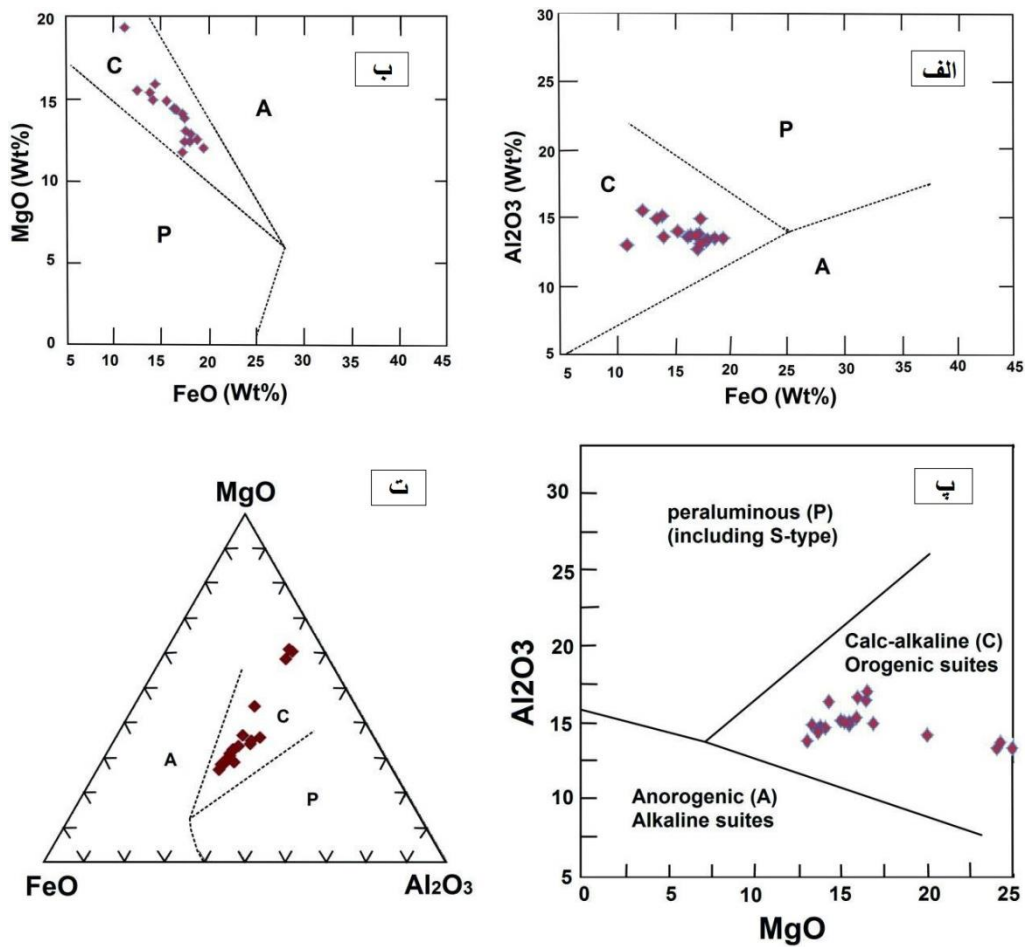 الف
Al2O3 (Wt%)
30
25
20
15
10
5
P
C
A
5
10
15
20
25
30
35
40
45
FeO (Wt%)
ب
MgO (Wt%)
20
15
10
5
0
C
A
P
5
10
15
20
25
30
35
40
45
FeO (Wt%)
پ
Al2O3
30
25
20
15
10
5
peraluminous (P)
(including S-type)
Calc-alkaline (C)
Orogenic suites
Anorogenic (A)
Alkaline suites
0
5
10
15
20
25
MgO
ت
MgO
C
A
P
FeO
Al₂O₃